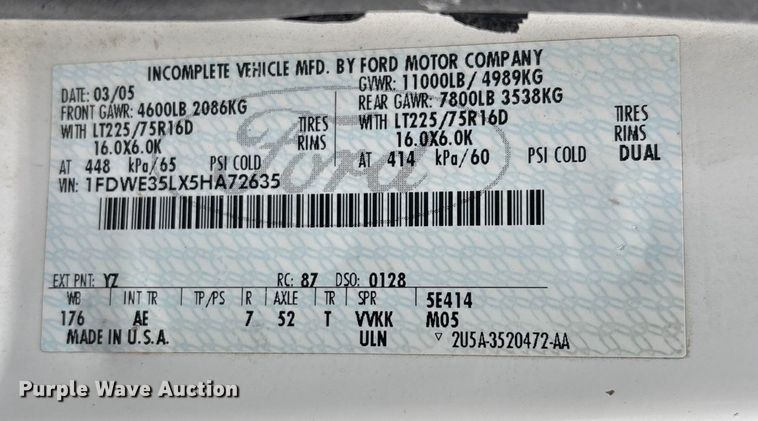 INCOMPLETE VEHICLE MFD. BY FORD MOTOR COMPANY
DATE: 03/05 GVWR: 11000LB/ 4989KG
FRONT GAWR: 4600LB 2086KG REAR GAWR: 7800LB 3538KG
WITH LT225/75R16D TIRES WITH LT225/75R16D TIRES
16.0X6.0K RIMS 16.0X6.0K RIMS
AT 448 kPa/65 PSI COLD AT 414 kPa/60 PSI COLD DUAL
VIN: 1FDWE35LX5HA72635
Ford
EXT PNT: YZ RC: 87 DSO: 0128
WB INT TR TP/PS R AXLE TR SPR 5E414
176 AE 7 52 T VVKK M05
MADE IN U.S.A. ULN 2U5A-3520472-AA
Purple Wave Auction